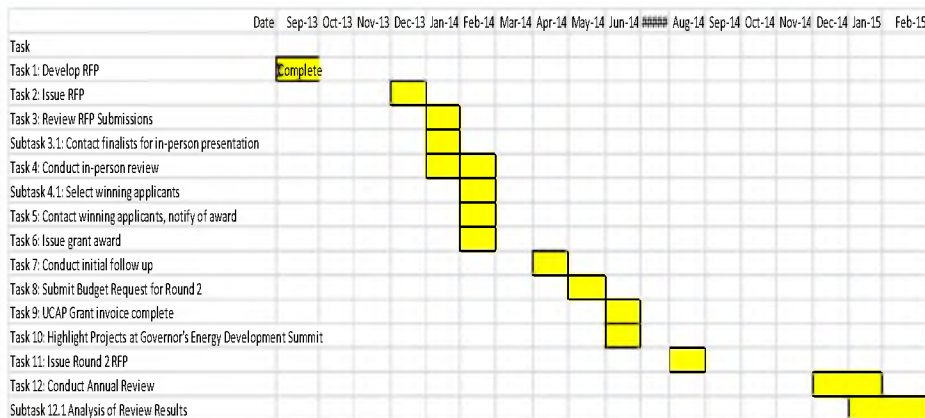 Date Sep-13 Oct-13 Nov-13 Dec-13 Jan-14 Feb-14 Mar-14 Apr-14 May-14 Jun-14 ##### Aug-14 Sep-14 Oct-14 Nov-14 Dec-14 Jan-15 Feb-15
Task
Task 1: Develop RFP Complete
Task 2: Issue RFP
Task 3: Review RFP Submissions
Subtask 3.1: Contact finalists for in-person presentation
Task 4: Conduct in-person review
Subtask 4.1: Select winning applicants
Task 5: Contact winning applicants, notify of award
Task 6: Issue grant award
Task 7: Conduct initial follow up
Task 8: Submit Budget Request for Round 2
Task 9: UCAP Grant invoice complete
Task 10: Highlight Projects at Governor's Energy Development Summit
Task 11: Issue Round 2 RFP
Task 12: Conduct Annual Review
Subtask 12.1 Analysis of Review Results